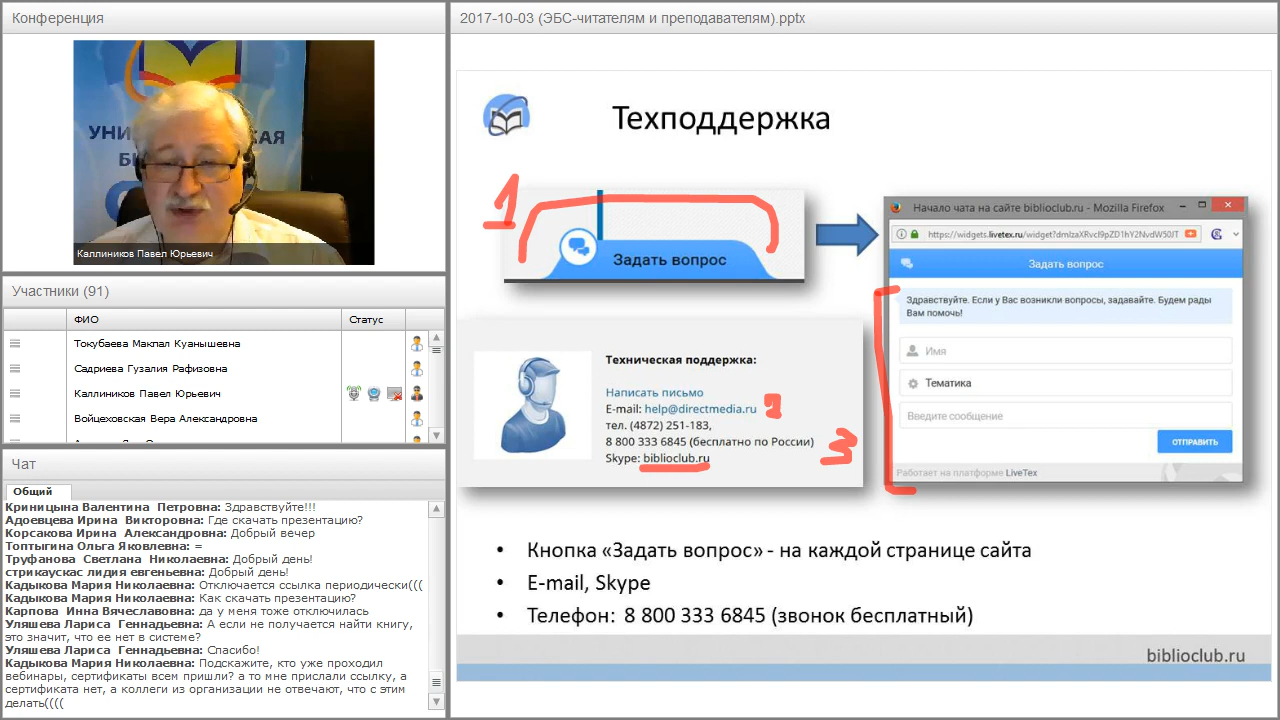 Конференция
УНИ
СКАЯ
Каллиников Павел Юрьевич
Участники (91)
ФИО
Статус
Токубаева Макпал Куанышевна
Садриева Гузалия Рафизовна
Каллиников Павел Юрьевич
Войцеховская Вера Александровна
Чат
Общий
Криницына Валентина Петровна: Здравствуйте!!!
Адоевцева Ирина Викторовна: Где скачать презентацию?
Корсакова Ирина Александровна: Добрый вечер
Топтыгина Ольга Яковлевна: =
Труфанова Светлана Николаевна: Добрый день!
стрикаускас лидия евгеньевна: Добрый день!
Кадыкова Мария Николаевна: Отключается ссылка периодически(((
Кадыкова Мария Николаевна: Как скачать презентацию?
Карпова Инна Вячеславовна: да у меня тоже отключилась
Уляшева Лариса Геннадьевна: А если не получается найти книгу,
это значит, что ее нет в системе?
Уляшева Лариса Геннадьевна: Спасибо!
Кадыкова Мария Николаевна: Подскажите, кто уже проходил
вебинары, сертификаты всем пришли? а то мне прислали ссылку, а
сертификата нет, а коллеги в организации не отвечают, что с этим
делать((((
2017-10-03 (ЭБС-читателям и преподавателям).pptx
Техподдержка
1
Задать вопрос
Начало чата на сайте biblioclub.ru - Mozilla Firefox
Задать вопрос
Здравствуйте. Если у Вас возникли вопросы, задавайте. Будем рады
Вам помочь!
Имя
Тематика
Введите сообщение
ОТПРАВИТЬ
Работает на платформе LiveTex
Техническая поддержка:
Написать письмо
E-mail: help@directmedia.ru 2
тел. (4872) 251-183,
8 800 333 6845 (бесплатно по России) 3
Skype: biblioclub.ru
• Кнопка «Задать вопрос» - на каждой странице сайта
• E-mail, Skype
• Телефон: 8 800 333 6845 (звонок бесплатный)
biblioclub.ru